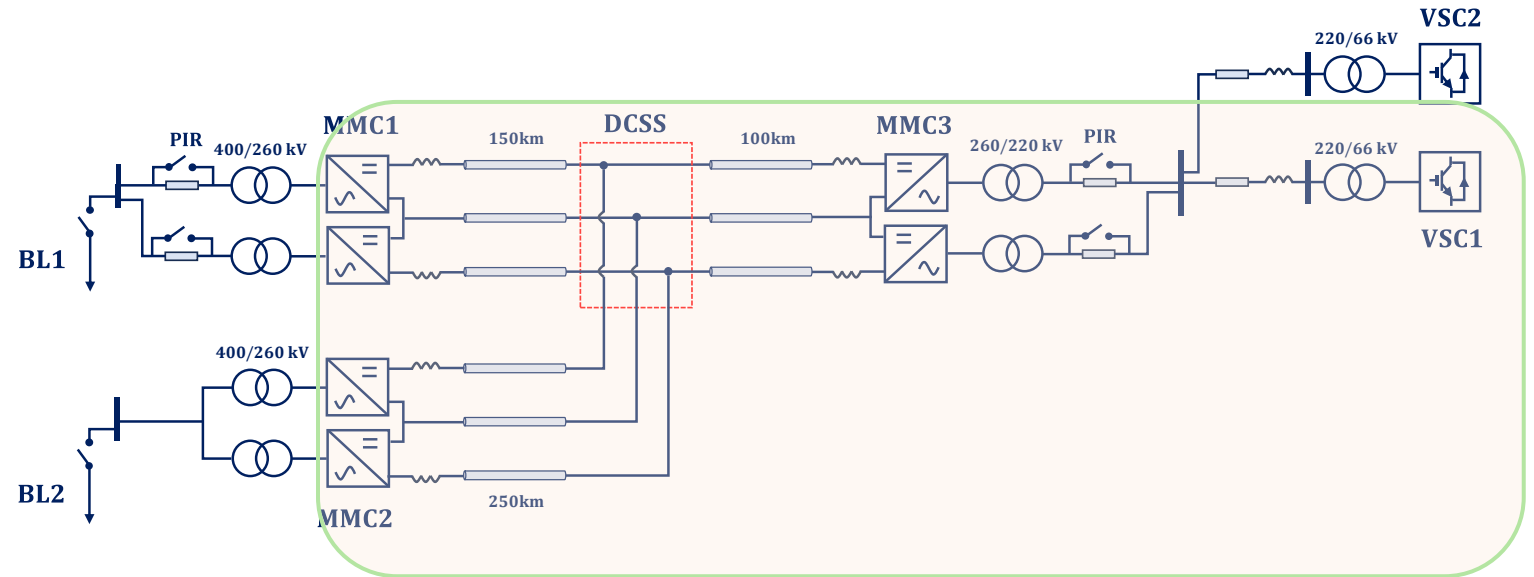 VSC2
220/66 kV
MMC1
DCSS
MMC3
PIR
150km
100km
PIR
400/260 kV
260/220 kV
220/66 kV
BL1
VSC1
400/260 kV
BL2
250km
MMC2